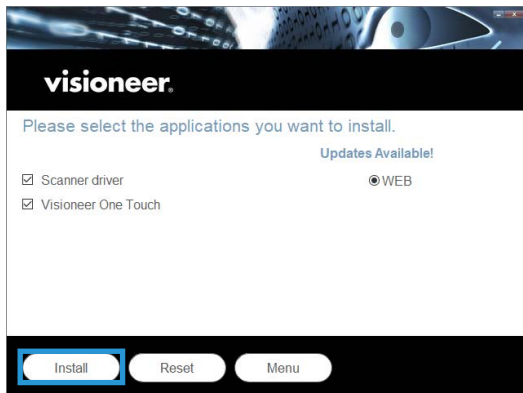 visioneer®
Please select the applications you want to install.
Updates Available!
Scanner driver
WEB
Visioneer One Touch
Install
Reset
Menu